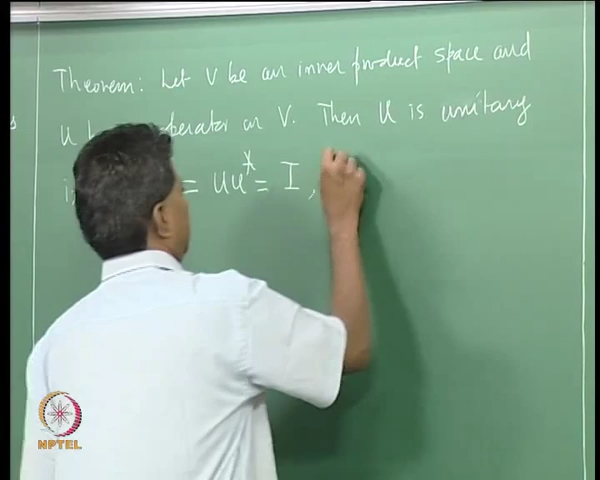 Theorem: Let V be an inner product space and
U operator on V. Then U is unitary
= UU* = I,
NPTEL